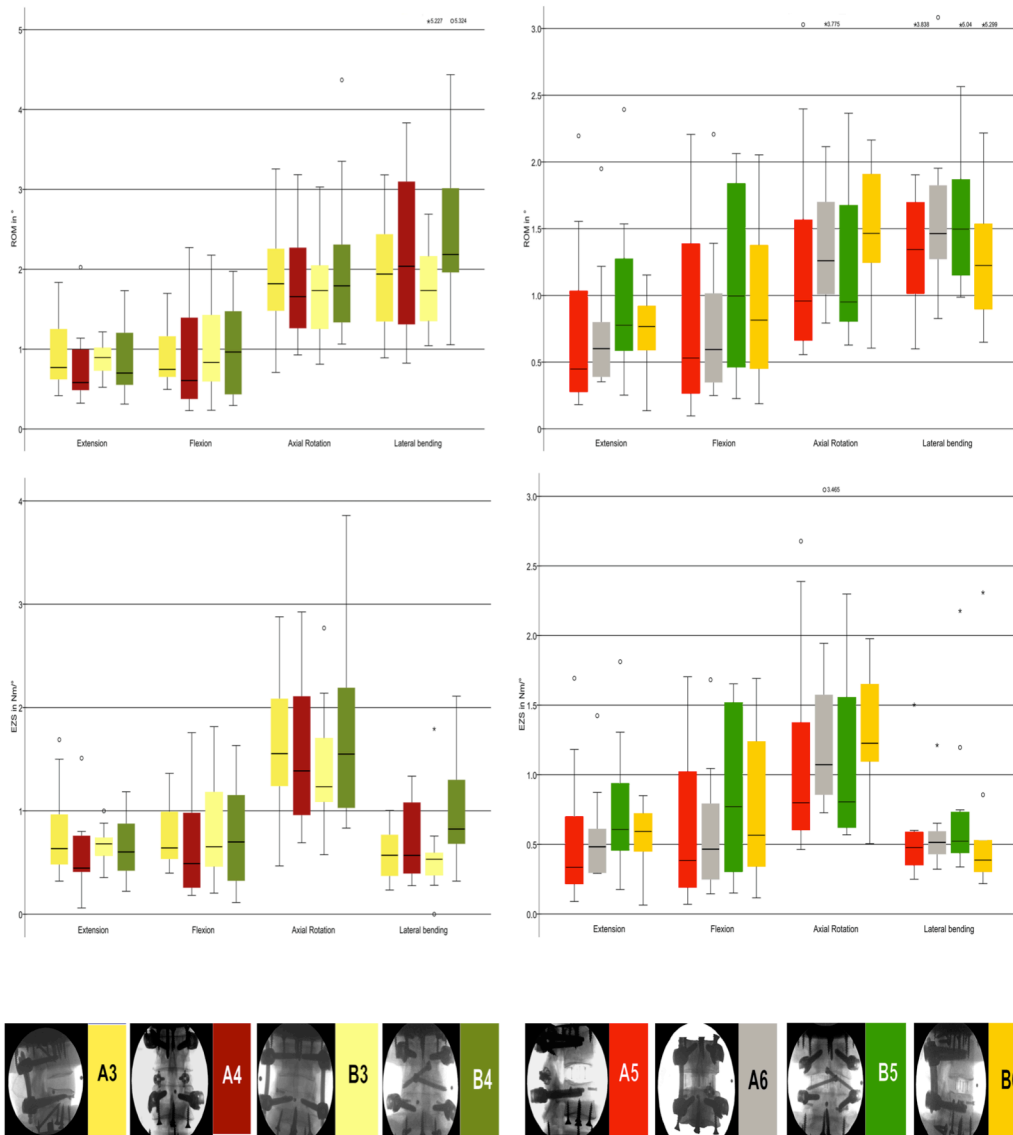 5
4
3
2
1
0
ROM in °
*5.227 O5.324
Extension Flexion Axial Rotation Lateral bending
3.0
2.5
2.0
1.5
1.0
0.5
0
ROM in °
*5.775 *3.838 *5.04 *5.299
Extension Flexion Axial Rotation Lateral bending
4
3
2
1
0
EZS in Nm/°
Extension Flexion Axial Rotation Lateral bending
3.0
2.5
2.0
1.5
1.0
0.5
0.0
EZS in Nm/°
O3.465
Extension Flexion Axial Rotation Lateral bending
A3 A4 B3 B4 A5 A6 B5